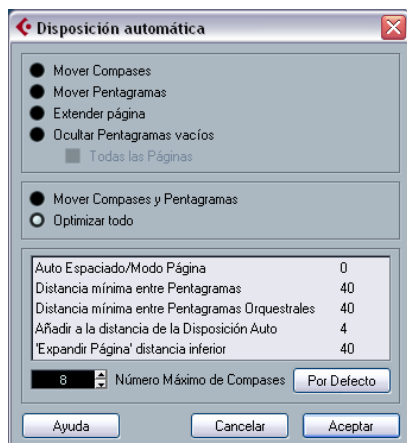 Disposición automática
Mover Compases
Mover Pentagramas
Extender página
Ocultar Pentagramas vacíos
Todas las Páginas
Mover Compases y Pentagramas
Optimizar todo
Auto Espaciado/Modo Página 0
Distancia mínima entre Pentagramas 40
Distancia mínima entre Pentagramas Orquestrales 40
Añadir a la distancia de la Disposición Auto 4
'Expandir Página' distancia inferior 40
8 Número Máximo de Compases Por Defecto
Ayuda Cancelar Aceptar